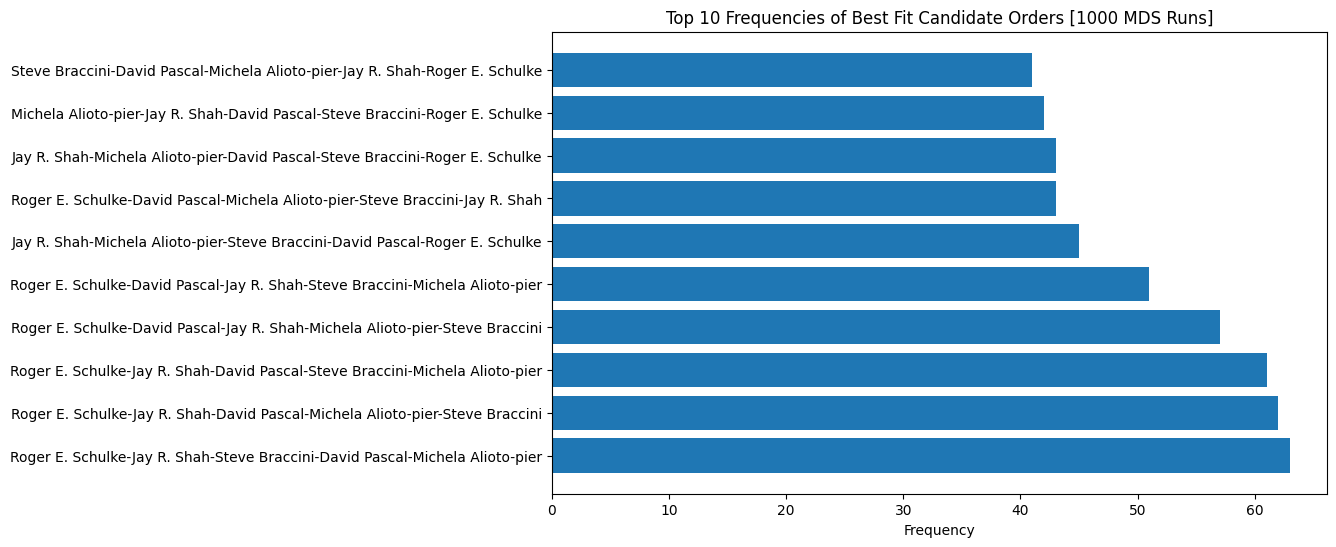 Top 10 Frequencies of Best Fit Candidate Orders [1000 MDS Runs]
Steve Braccini-David Pascal-Michela Alioto-pier-Jay R. Shah-Roger E. Schulke
Michela Alioto-pier-Jay R. Shah-David Pascal-Steve Braccini-Roger E. Schulke
Jay R. Shah-Michela Alioto-pier-David Pascal-Steve Braccini-Roger E. Schulke
Roger E. Schulke-David Pascal-Michela Alioto-pier-Steve Braccini-Jay R. Shah
Jay R. Shah-Michela Alioto-pier-Steve Braccini-David Pascal-Roger E. Schulke
Roger E. Schulke-David Pascal-Jay R. Shah-Steve Braccini-Michela Alioto-pier
Roger E. Schulke-David Pascal-Jay R. Shah-Michela Alioto-pier-Steve Braccini
Roger E. Schulke-Jay R. Shah-David Pascal-Steve Braccini-Michela Alioto-pier
Roger E. Schulke-Jay R. Shah-David Pascal-Michela Alioto-pier-Steve Braccini
Roger E. Schulke-Jay R. Shah-Steve Braccini-David Pascal-Michela Alioto-pier
0 10 20 30 40 50 60
Frequency